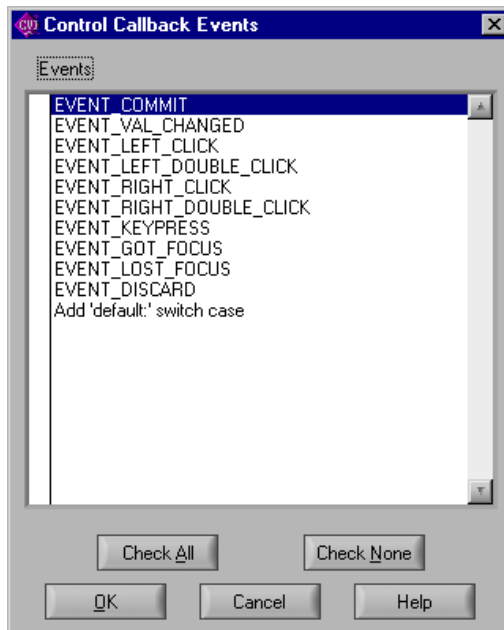 CVI Control Callback Events
Events
EVENT_COMMIT
EVENT_VAL_CHANGED
EVENT_LEFT_CLICK
EVENT_LEFT_DOUBLE_CLICK
EVENT_RIGHT_CLICK
EVENT_RIGHT_DOUBLE_CLICK
EVENT_KEYPRESS
EVENT_GOT_FOCUS
EVENT_LOST_FOCUS
EVENT_DISCARD
Add 'default:' switch case
Check All Check None
OK Cancel Help